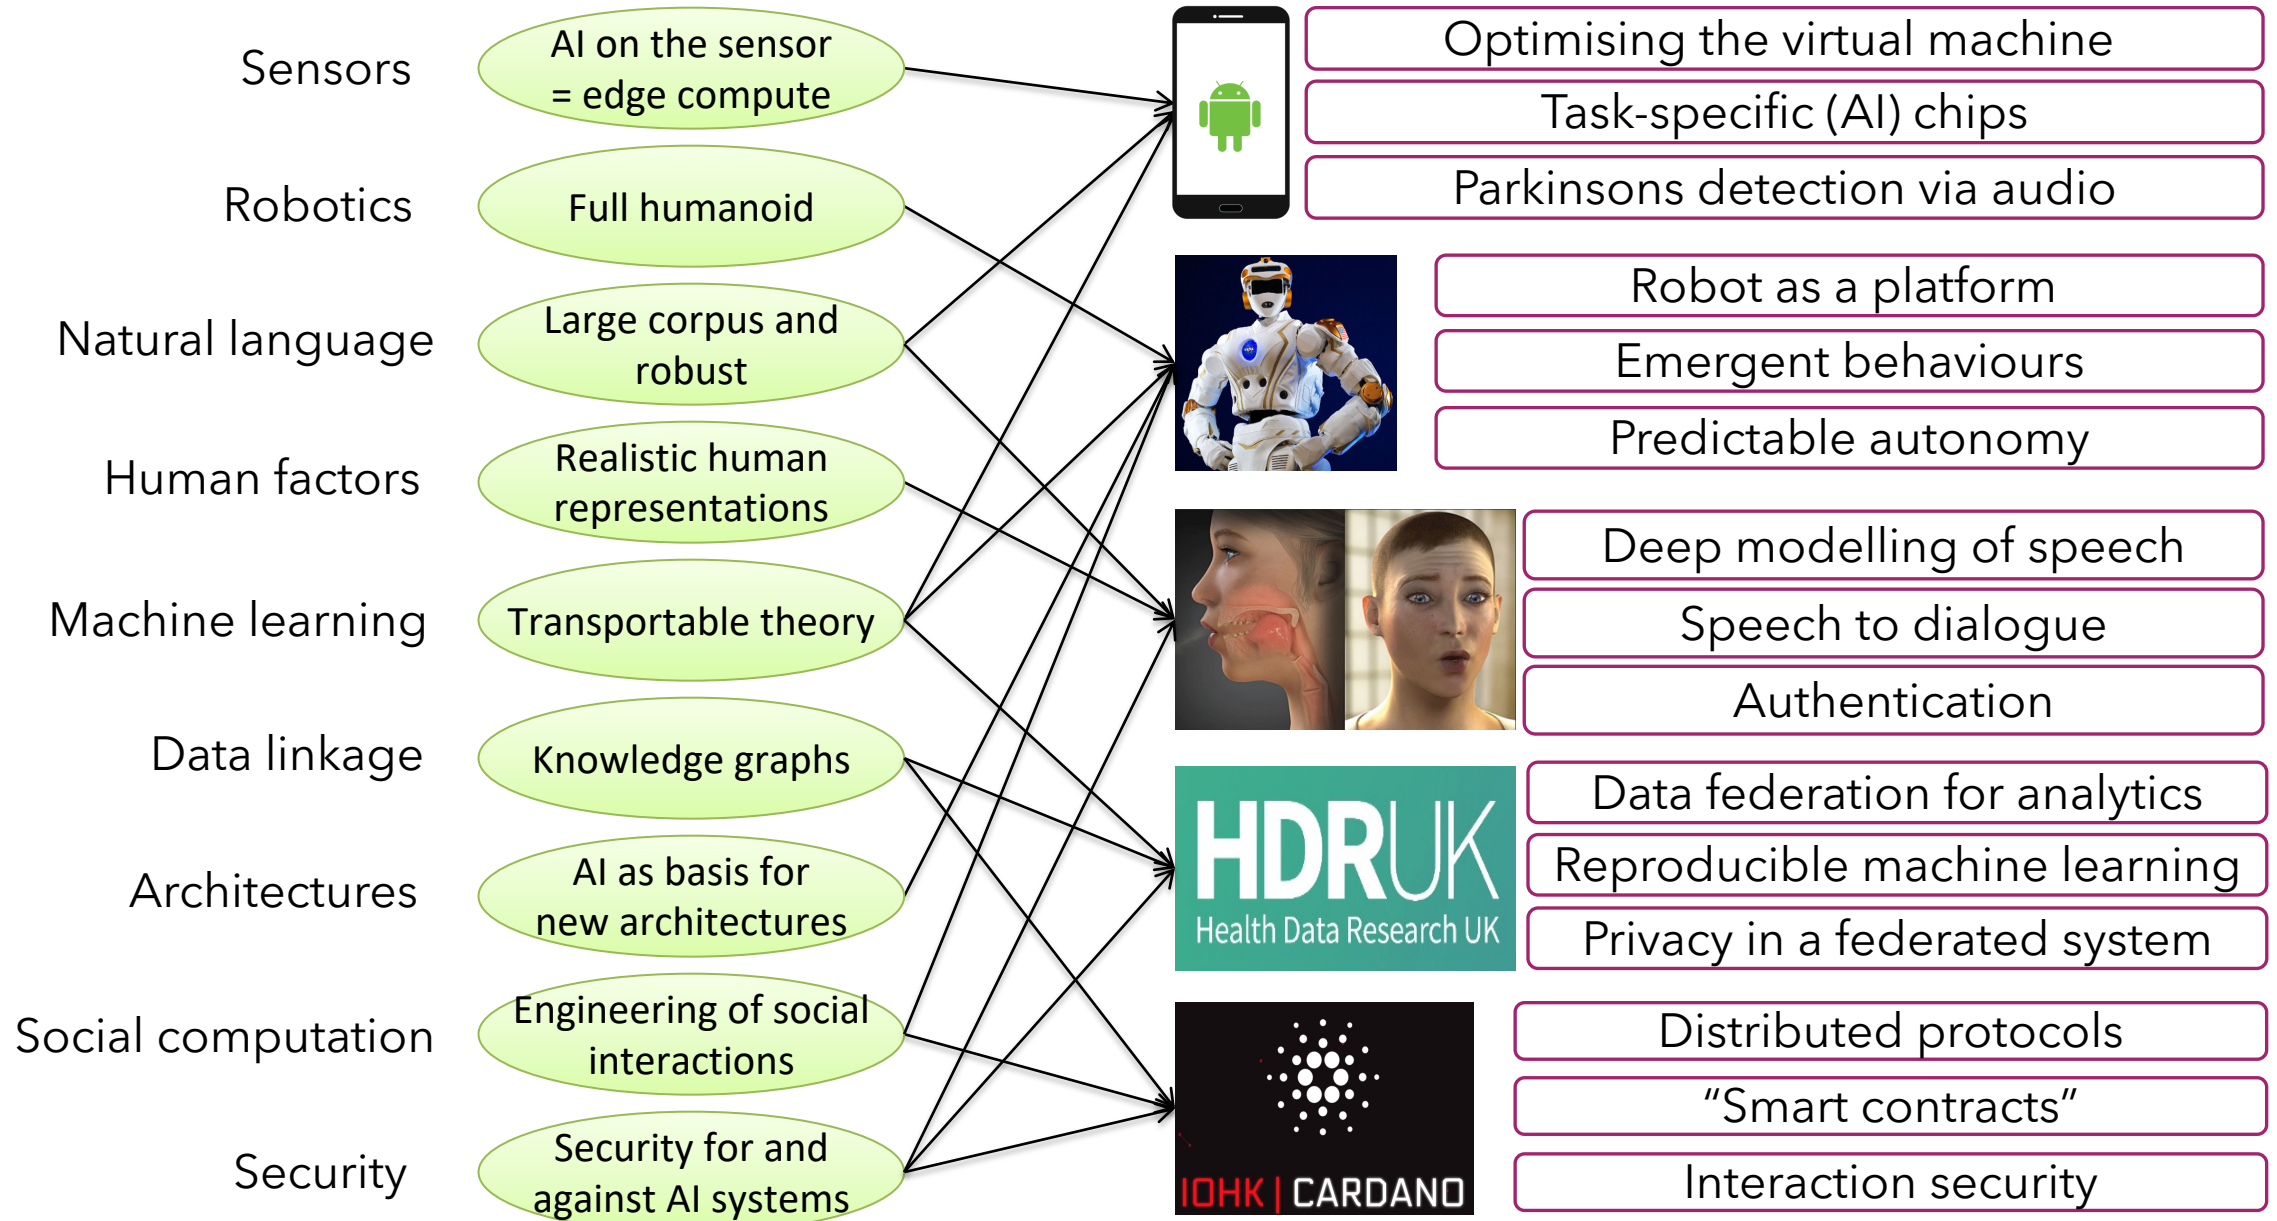 Sensors
AI on the sensor
= edge compute
Optimising the virtual machine
Task-specific (AI) chips
Parkinsons detection via audio
Robotics
Full humanoid
Robot as a platform
Emergent behaviours
Predictable autonomy
Natural language
Large corpus and
robust
Human factors
Realistic human
representations
Deep modelling of speech
Speech to dialogue
Authentication
Machine learning
Transportable theory
Data linkage
Knowledge graphs
HDRUK
Health Data Research UK
Data federation for analytics
Reproducible machine learning
Privacy in a federated system
Architectures
AI as basis for
new architectures
Social computation
Engineering of social
interactions
IOHK | CARDANO
Distributed protocols
“Smart contracts”
Interaction security
Security
Security for and
against AI systems